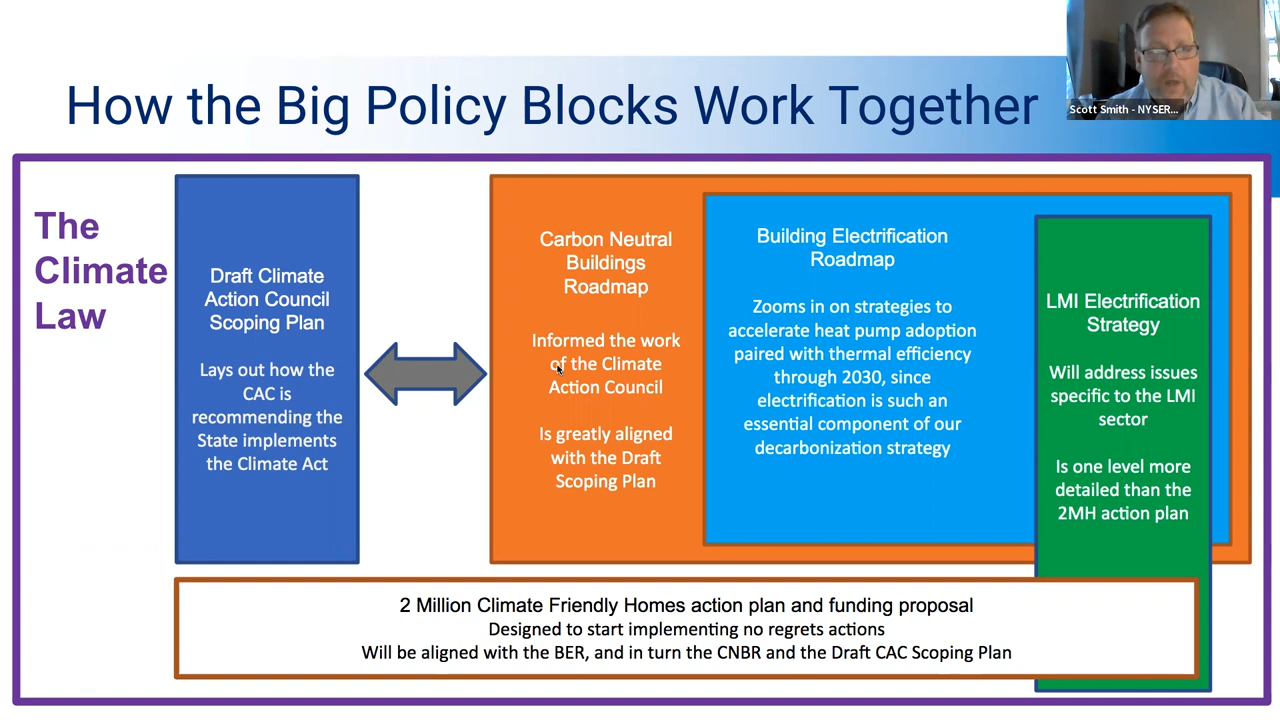 How the Big Policy Blocks Work Together
Scott Smith - NYSER...
The
Climate
Law
Draft Climate
Action Council
Scoping Plan
Lays out how the
CAC is
recommending the
State implements
the Climate Act
Carbon Neutral
Buildings
Roadmap
Informed the work
of the Climate
Action Council
Is greatly aligned
with the Draft
Scoping Plan
Building Electrification
Roadmap
Zooms in on strategies to
accelerate heat pump adoption
paired with thermal efficiency
through 2030, since
electrification is such an
essential component of our
decarbonization strategy
LMI Electrification
Strategy
Will address issues
specific to the LMI
sector
Is one level more
detailed than the
2MH action plan
2 Million Climate Friendly Homes action plan and funding proposal
Designed to start implementing no regrets actions
Will be aligned with the BER, and in turn the CNBR and the Draft CAC Scoping Plan